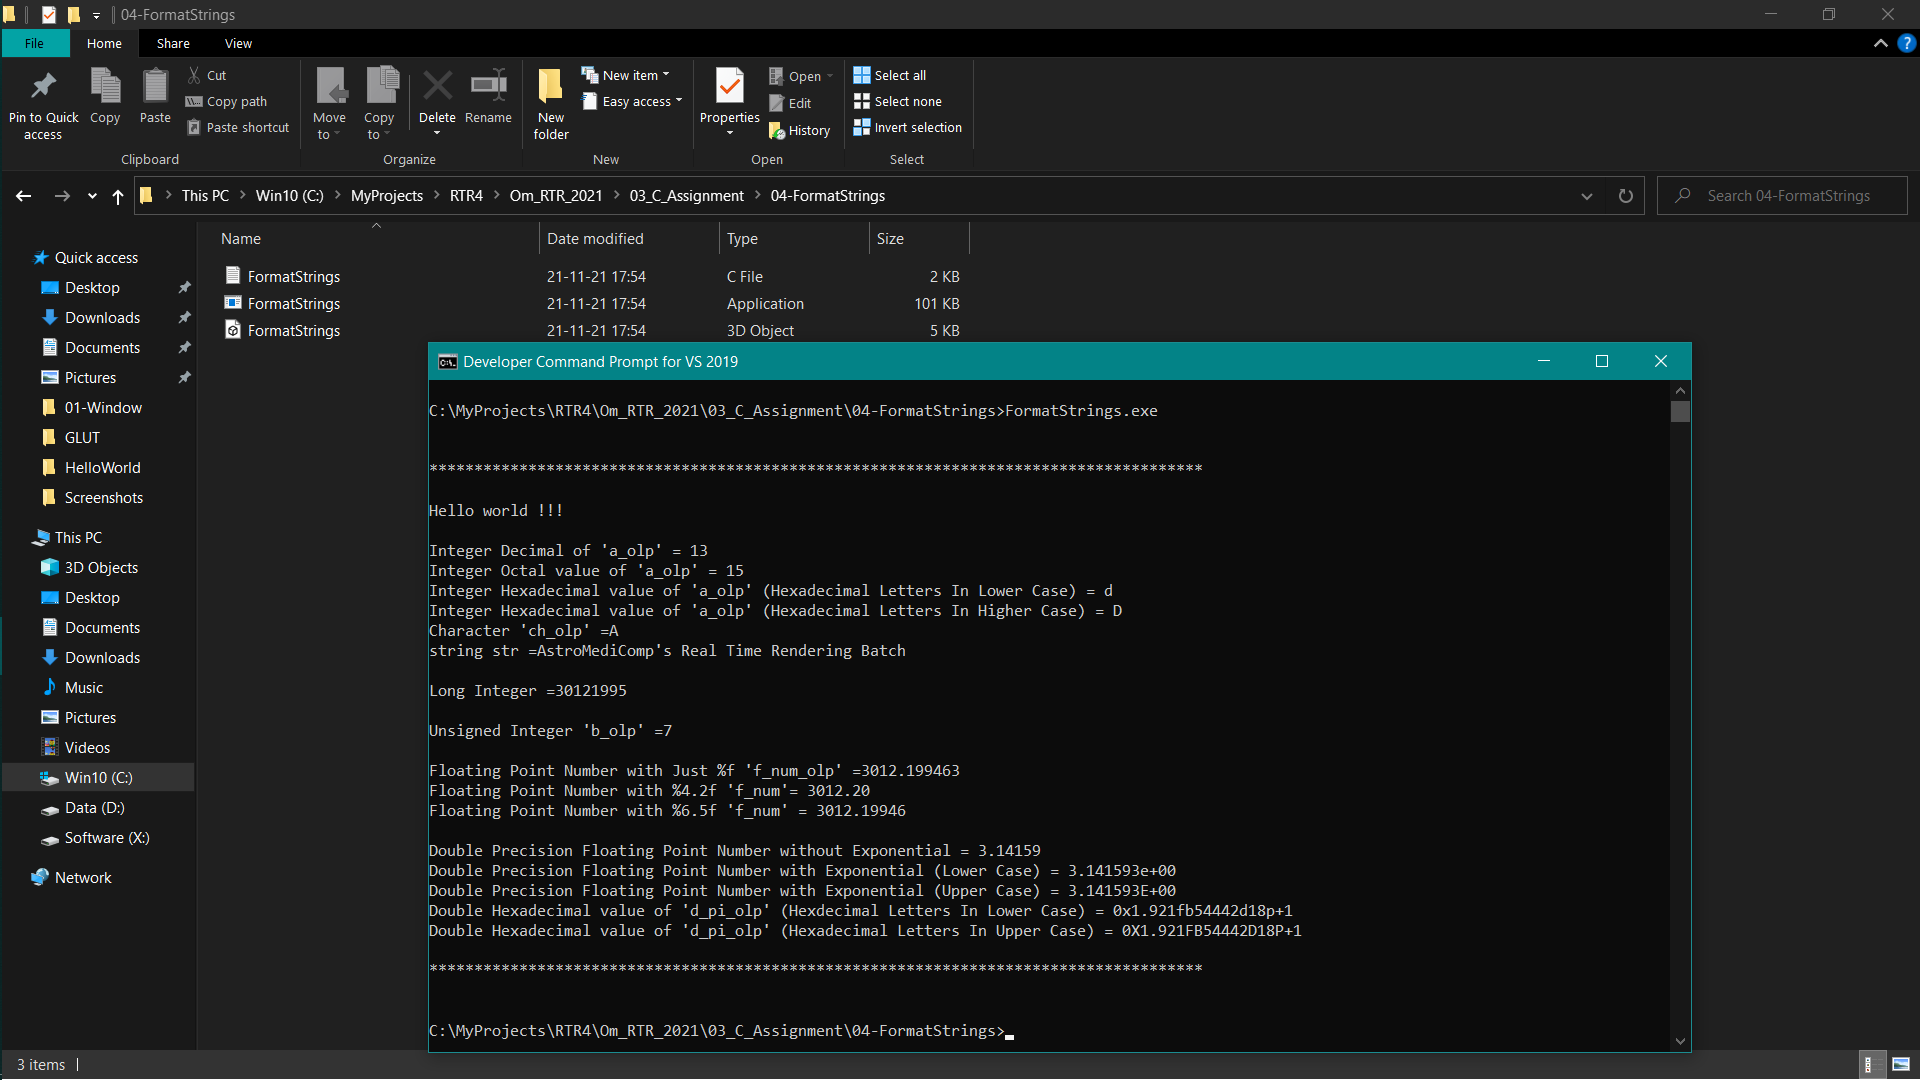 04-FormatStrings
File Home Share View
Pin to Quick access
Copy
Paste
Cut
Copy path
Paste shortcut
Clipboard
Move to
Copy to
Delete
Rename
Organize
New folder
New item
Easy access
New
Properties
Open
Edit
History
Open
Select all
Select none
Invert selection
Select
This PC > Win10 (C:) > MyProjects > RTR4 > Om_RTR_2021 > 03_C_Assignment > 04-FormatStrings
Search 04-FormatStrings
Name Date modified Type Size
FormatStrings 21-11-21 17:54 C File 2 KB
FormatStrings 21-11-21 17:54 Application 101 KB
FormatStrings 21-11-21 17:54 3D Object 5 KB
Quick access
Desktop
Downloads
Documents
Pictures
01-Window
GLUT
HelloWorld
Screenshots
This PC
3D Objects
Desktop
Documents
Downloads
Music
Pictures
Videos
Win10 (C:)
Data (D:)
Software (X:)
Network
3 items
Developer Command Prompt for VS 2019
C:\MyProjects\RTR4\Om_RTR_2021\03_C_Assignment\04-FormatStrings>FormatStrings.exe
**************************************************************************************
Hello world !!!
Integer Decimal of 'a_olp' = 13
Integer Octal value of 'a_olp' = 15
Integer Hexadecimal value of 'a_olp' (Hexadecimal Letters In Lower Case) = d
Integer Hexadecimal value of 'a_olp' (Hexadecimal Letters In Higher Case) = D
Character 'ch_olp' =A
string str =AstroMediComp's Real Time Rendering Batch
Long Integer =30121995
Unsigned Integer 'b_olp' =7
Floating Point Number with Just %f 'f_num_olp' =3012.199463
Floating Point Number with %4.2f 'f_num'= 3012.20
Floating Point Number with %6.5f 'f_num' = 3012.19946
Double Precision Floating Point Number without Exponential = 3.14159
Double Precision Floating Point Number with Exponential (Lower Case) = 3.141593e+00
Double Precision Floating Point Number with Exponential (Upper Case) = 3.141593E+00
Double Hexadecimal value of 'd_pi_olp' (Hexdecimal Letters In Lower Case) = 0x1.921fb54442d18p+1
Double Hexadecimal value of 'd_pi_olp' (Hexadecimal Letters In Upper Case) = 0X1.921FB54442D18P+1
**************************************************************************************
C:\MyProjects\RTR4\Om_RTR_2021\03_C_Assignment\04-FormatStrings>